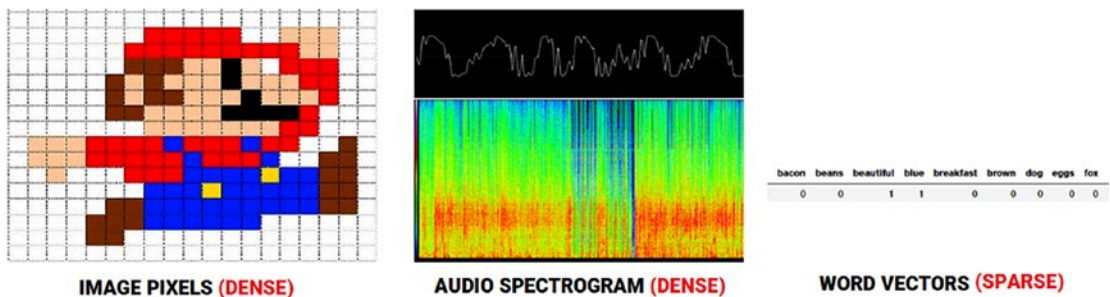 bacon beans beautiful blue breakfast brown dog eggs fox
0 0 1 1 0 0 0 0 0
IMAGE PIXELS (DENSE)
AUDIO SPECTROGRAM (DENSE)
WORD VECTORS (SPARSE)